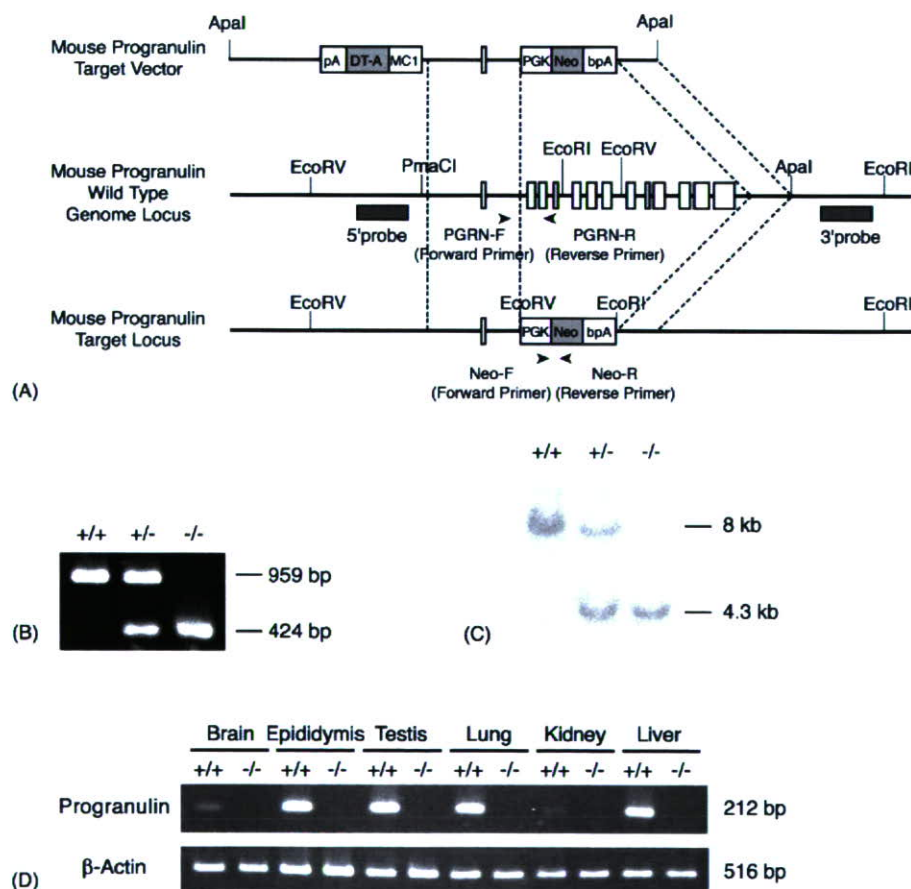 ApaI
ApaI
Mouse Progranulin
Target Vector
pA DT-A MC1
PGK Neo bpA
Mouse Progranulin
Wild Type
Genome Locus
EcoRV
PmaCI
EcoRI
EcoRV
ApaI
EcoRI
5'probe
PGRN-F
(Forward Primer)
PGRN-R
(Reverse Primer)
3'probe
Mouse Progranulin
Target Locus
EcoRV
EcoRV
EcoRI
EcoRI
PGK Neo bpA
Neo-F
(Forward Primer)
Neo-R
(Reverse Primer)
(A)
+/+ +/- -/-
959 bp
424 bp
(B)
+/+ +/- -/-
8 kb
4.3 kb
(C)
Brain Epididymis Testis Lung Kidney Liver
+/+ -/- +/+ -/- +/+ -/- +/+ -/- +/+ -/- +/+ -/-
Progranulin 212 bp
β-Actin 516 bp
(D)